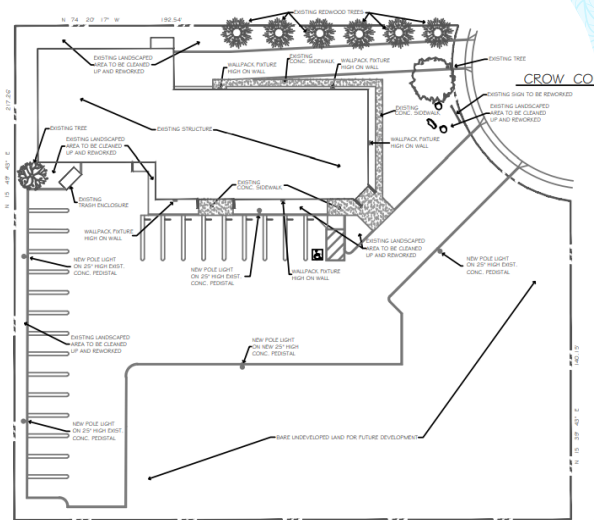 N 74° 20' 17" W
192.54'
EXISTING REDWOOD TREES
EXISTING LANDSCAPED
AREA TO BE CLEANED
UP AND REWORKED
WALLPACK FIXTURE
HIGH ON WALL
EXISTING
CONC. SIDEWALK
WALLPACK FIXTURE
HIGH ON WALL
EXISTING TREE
CROW CO
EXISTING SIGN TO BE REWORKED
EXISTING LANDSCAPED
AREA TO BE CLEANED
UP AND REWORKED
EXISTING
CONC. SIDEWALK
217.26'
EXISTING TREE
EXISTING LANDSCAPED
AREA TO BE CLEANED
UP AND REWORKED
EXISTING STRUCTURE
WALLPACK FIXTURE
HIGH ON WALL
EXISTING
TRASH ENCLOSURE
EXISTING
CONC. SIDEWALK
WALLPACK FIXTURE
HIGH ON WALL
EXISTING LANDSCAPED
AREA TO BE CLEANED
UP AND REWORKED
NEW POLE LIGHT
ON 25" HIGH EXIST.
CONC. PEDISTAL
NEW POLE LIGHT
ON 25" HIGH EXIST.
CONC. PEDISTAL
WALLPACK FIXTURE
HIGH ON WALL
NEW POLE LIGHT
ON 25" HIGH EXIST.
CONC. PEDISTAL
EXISTING LANDSCAPED
AREA TO BE CLEANED
UP AND REWORKED
NEW POLE LIGHT
ON NEW 25" HIGH
CONC. PEDISTAL
140.15'
NEW POLE LIGHT
ON 25" HIGH EXIST.
CONC. PEDISTAL
BARE UNDEVELOPED LAND FOR FUTURE DEVELOPMENT